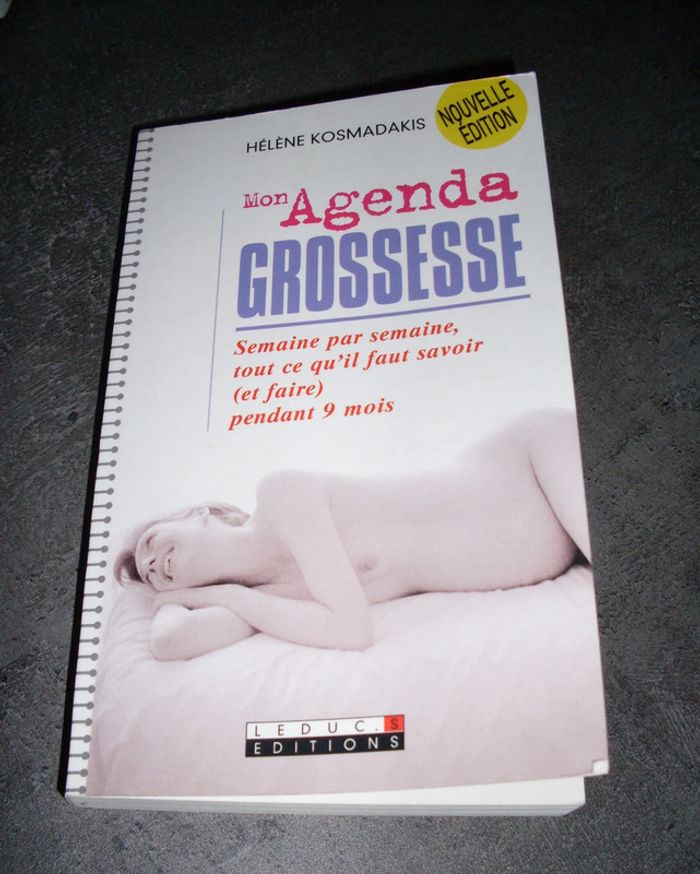 HÉLÈNE KOSMADAKIS
NOUVELLE
ÉDITION
Mon Agenda
GROSSESSE
Semaine par semaine,
tout ce qu'il faut savoir
(et faire)
pendant 9 mois
LEDUC.S
EDITIONS